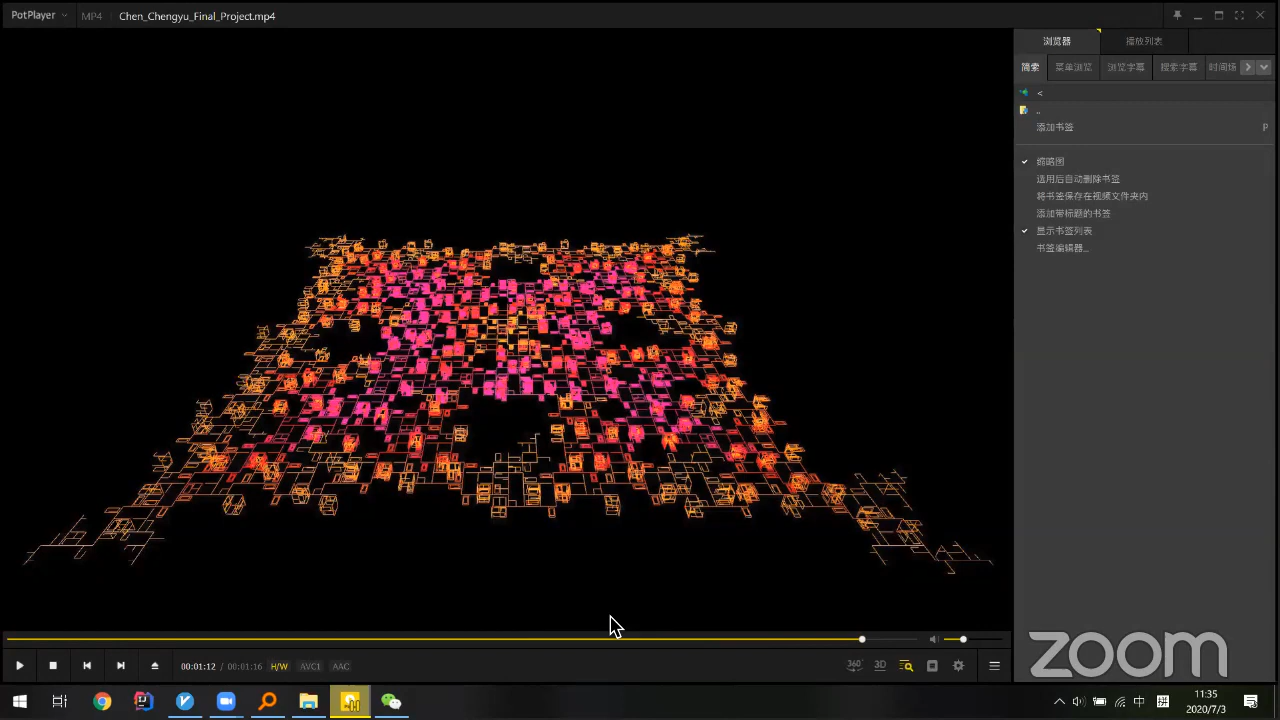 PotPlayer
MP4
Chen_Chengyu_Final_Project.mp4
浏览器
播放列表
简索
菜单浏览
浏览字幕
搜索字幕
时间场
<
..
添加书签
P
缩略图
适用后自动删除书签
将书签保存在视频文件夹内
添加带标题的书签
显示书签列表
书签编辑器...
00:01:12 / 00:01:16
H/W
AVC1
AAC
360°
3D
zoom
中
拼
11:35
2020/7/3